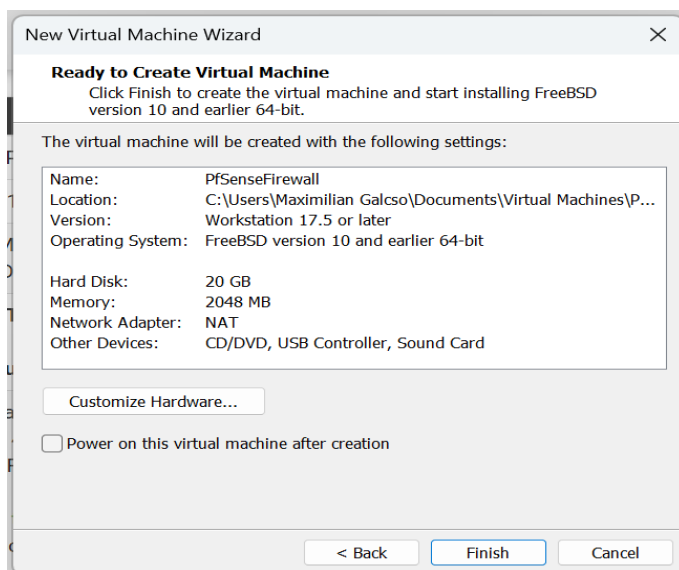 New Virtual Machine Wizard
Ready to Create Virtual Machine
Click Finish to create the virtual machine and start installing FreeBSD
version 10 and earlier 64-bit.
The virtual machine will be created with the following settings:
Name: PfSenseFirewall
Location: C:\Users\Maximilian Galcso\Documents\Virtual Machines\P...
Version: Workstation 17.5 or later
Operating System: FreeBSD version 10 and earlier 64-bit
Hard Disk: 20 GB
Memory: 2048 MB
Network Adapter: NAT
Other Devices: CD/DVD, USB Controller, Sound Card
Customize Hardware...
Power on this virtual machine after creation
< Back Finish Cancel